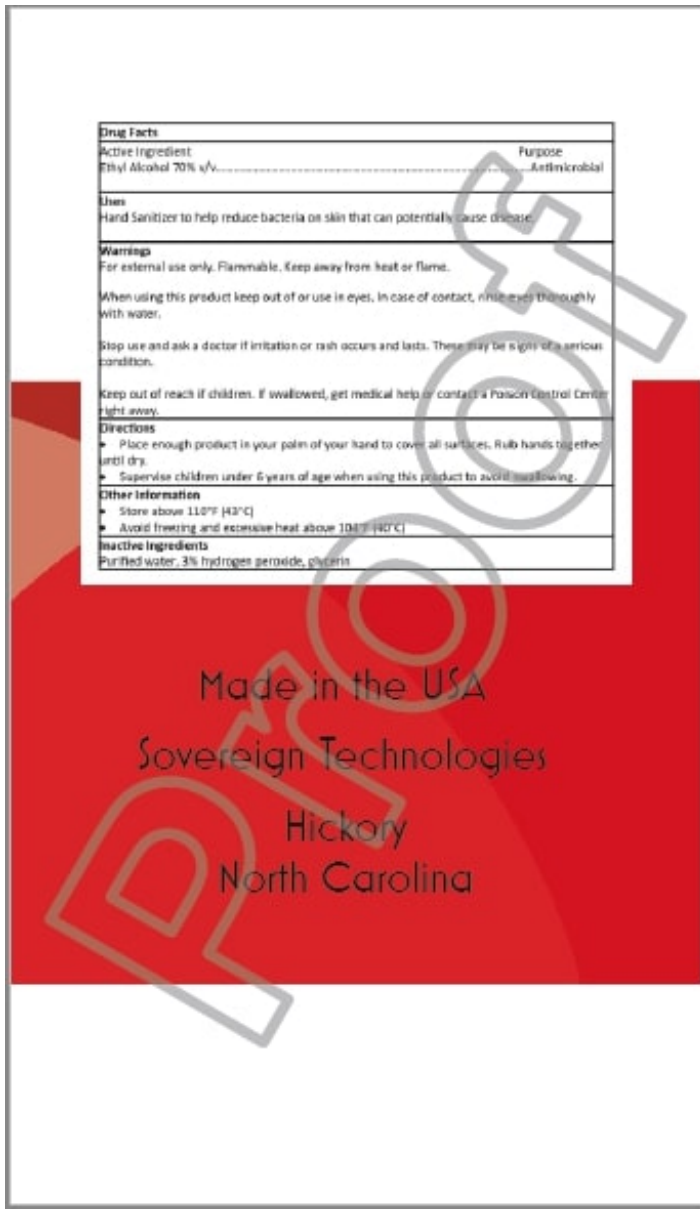 Drug Facts
Active Ingredient Purpose
Ethyl Alcohol 70% v/v........................................................................................Antimicrobial
Uses
Hand Sanitizer to help reduce bacteria on skin that can potentially cause disease.
Warnings
For external use only. Flammable. Keep away from heat or flame.
When using this product keep out of or use in eyes. In case of contact, rinse eyes thoroughly
with water.
Stop use and ask a doctor if irritation or rash occurs and lasts. These may be signs of a serious
condition.
Keep out of reach if children. If swallowed, get medical help or contact a Poison Control Center
right away.
Directions
• Place enough product in your palm of your hand to cover all surfaces. Rub hands together
until dry.
• Supervise children under 6 years of age when using this product to avoid swallowing.
Other Information
• Store above 110°F (43°C)
• Avoid freezing and excessive heat above 104°F (40°C)
Inactive Ingredients
Purified water, 3% hydrogen peroxide, glycerin
Made in the USA
Sovereign Technologies
Hickory
North Carolina
Proof